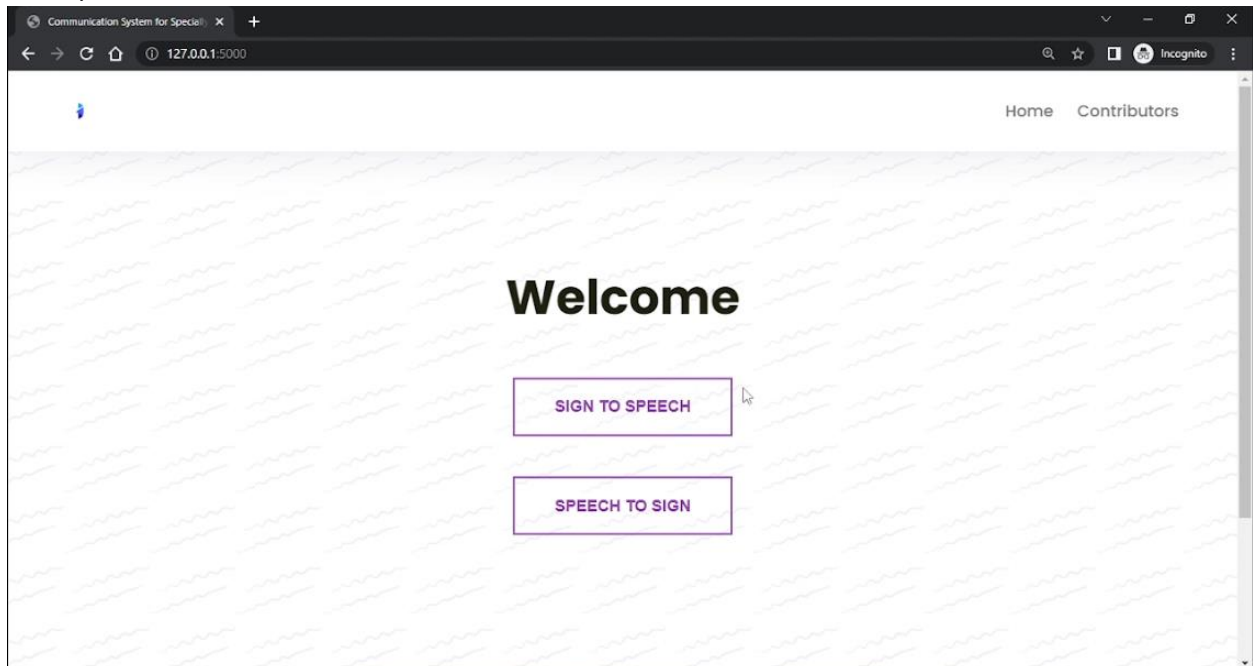 Communication System for Specially
127.0.0.1:5000
Incognito
Home Contributors
Welcome
SIGN TO SPEECH
SPEECH TO SIGN